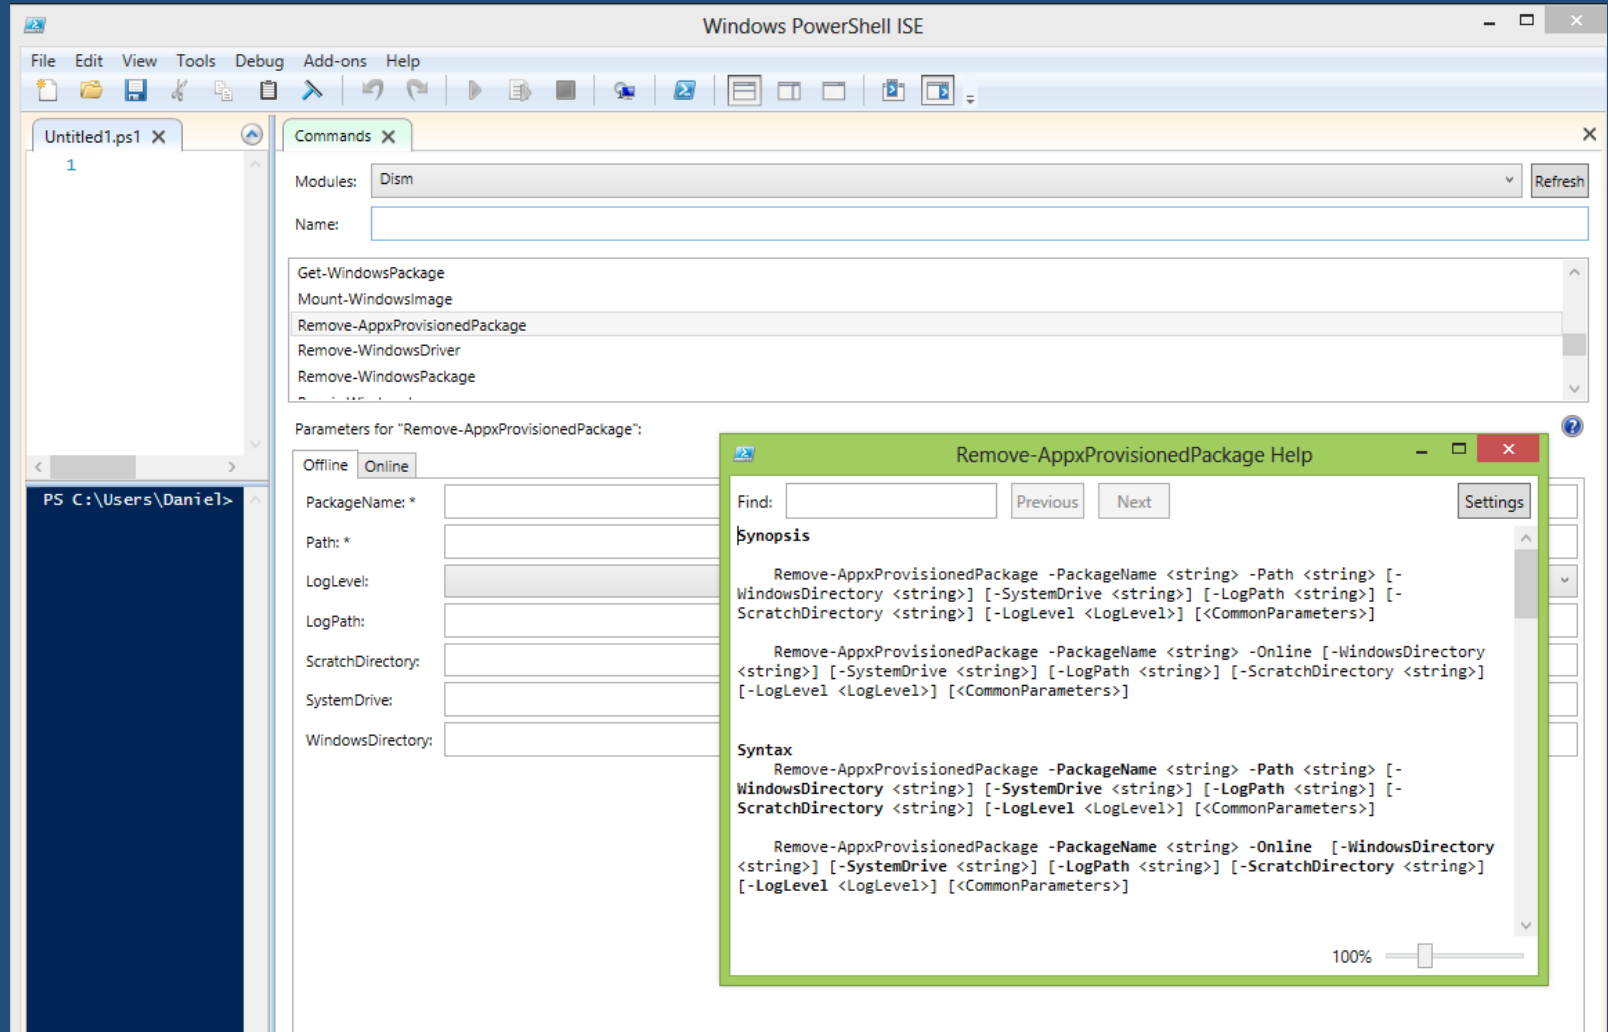 Windows PowerShell ISE
File Edit View Tools Debug Add-ons Help
Untitled1.ps1
1
PS C:\Users\Daniel>
Commands
Modules: Dism Refresh
Name:
Get-WindowsPackage
Mount-WindowsImage
Remove-AppxProvisionedPackage
Remove-WindowsDriver
Remove-WindowsPackage
Parameters for "Remove-AppxProvisionedPackage":
Offline Online
PackageName: *
Path: *
LogLevel:
LogPath:
ScratchDirectory:
SystemDrive:
WindowsDirectory:
Remove-AppxProvisionedPackage Help
Find: Previous Next Settings
Synopsis
Remove-AppxProvisionedPackage -PackageName <string> -Path <string> [-
WindowsDirectory <string>] [-SystemDrive <string>] [-LogPath <string>] [-
ScratchDirectory <string>] [-LogLevel <LogLevel>] [<CommonParameters>]
Remove-AppxProvisionedPackage -PackageName <string> -Online [-WindowsDirectory
<string>] [-SystemDrive <string>] [-LogPath <string>] [-ScratchDirectory <string>]
[-LogLevel <LogLevel>] [<CommonParameters>]
Syntax
Remove-AppxProvisionedPackage -PackageName <string> -Path <string> [-
WindowsDirectory <string>] [-SystemDrive <string>] [-LogPath <string>] [-
ScratchDirectory <string>] [-LogLevel <LogLevel>] [<CommonParameters>]
Remove-AppxProvisionedPackage -PackageName <string> -Online [-WindowsDirectory
<string>] [-SystemDrive <string>] [-LogPath <string>] [-ScratchDirectory <string>]
[-LogLevel <LogLevel>] [<CommonParameters>]
100%